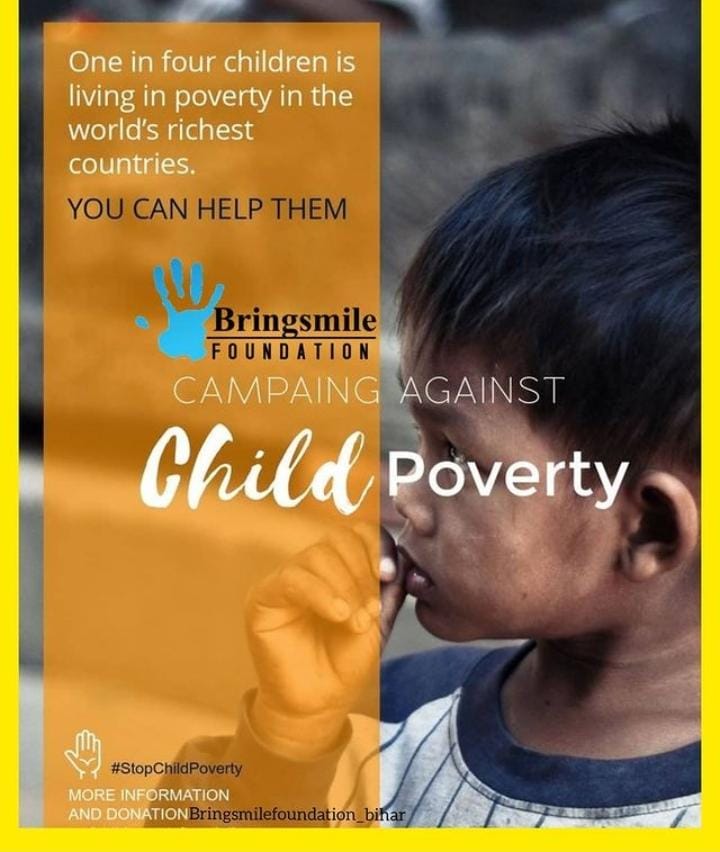 One in four children is
living in poverty in the
world's richest
countries.
YOU CAN HELP THEM
Bringsmile
FOUNDATION
CAMPAING AGAINST
Child Poverty
#StopChildPoverty
MORE INFORMATION
AND DONATION Bringsmilefoundation_bihar